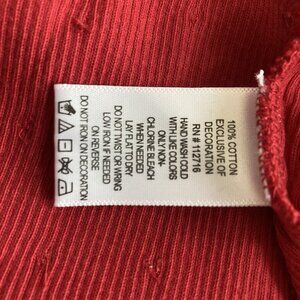 100% COTTON
EXCLUSIVE OF
DECORATION
RN # 112716
HAND WASH COLD
WITH LIKE COLORS
ONLY NON-
CHLORINE BLEACH
WHEN NEEDED
LAY FLAT TO DRY
DO NOT TWIST OR WRING
LOW IRON IF NEEDED
ON REVERSE
DO NOT IRON ON DECORATION